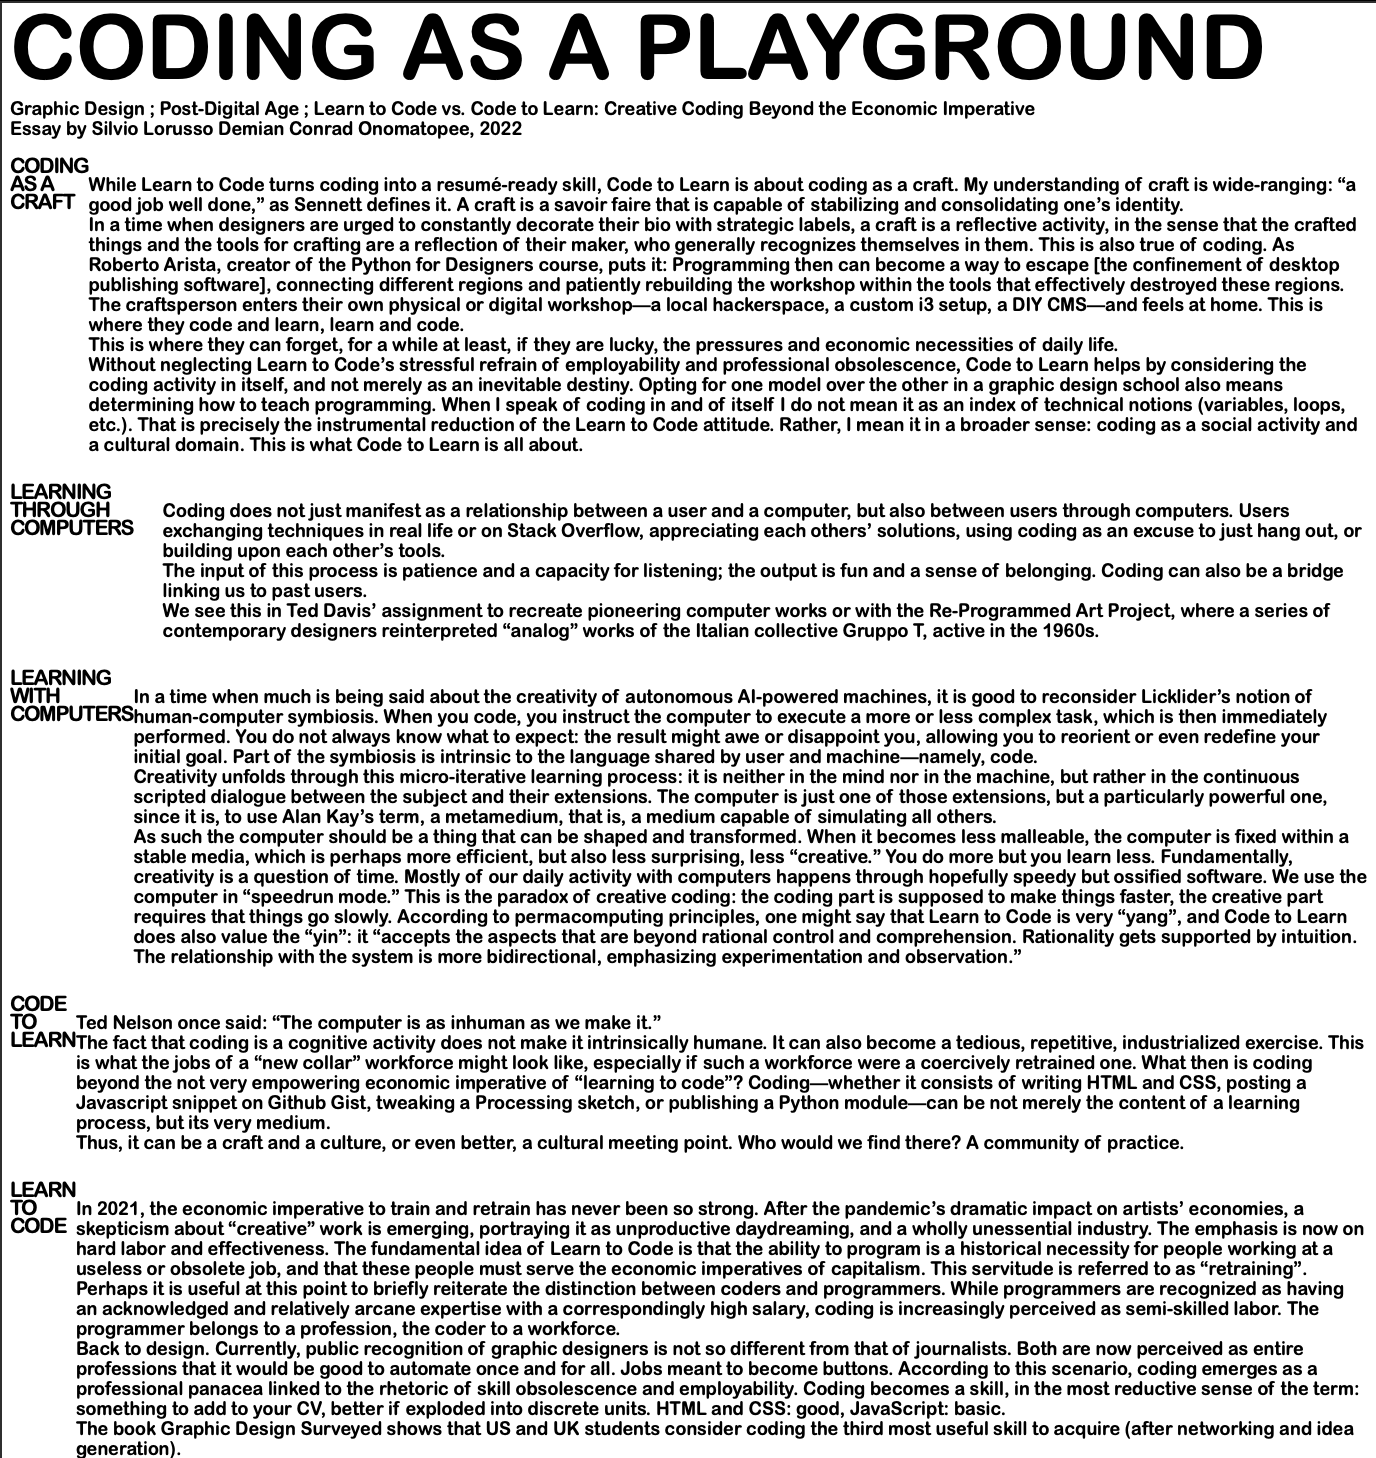 CODING AS A PLAYGROUND
Graphic Design ; Post-Digital Age ; Learn to Code vs. Code to Learn: Creative Coding Beyond the Economic Imperative
Essay by Silvio Lorusso Demian Conrad Onomatopee, 2022
CODING
AS A
CRAFT
While Learn to Code turns coding into a resumé-ready skill, Code to Learn is about coding as a craft. My understanding of craft is wide-ranging: “a
good job well done,” as Sennett defines it. A craft is a savoir faire that is capable of stabilizing and consolidating one’s identity.
In a time when designers are urged to constantly decorate their bio with strategic labels, a craft is a reflective activity, in the sense that the crafted
things and the tools for crafting are a reflection of their maker, who generally recognizes themselves in them. This is also true of coding. As
Roberto Arista, creator of the Python for Designers course, puts it: Programming then can become a way to escape [the confinement of desktop
publishing software], connecting different regions and patiently rebuilding the workshop within the tools that effectively destroyed these regions.
The craftsperson enters their own physical or digital workshop—a local hackerspace, a custom i3 setup, a DIY CMS—and feels at home. This is
where they code and learn, learn and code.
This is where they can forget, for a while at least, if they are lucky, the pressures and economic necessities of daily life.
Without neglecting Learn to Code’s stressful refrain of employability and professional obsolescence, Code to Learn helps by considering the
coding activity in itself, and not merely as an inevitable destiny. Opting for one model over the other in a graphic design school also means
determining how to teach programming. When I speak of coding in and of itself I do not mean it as an index of technical notions (variables, loops,
etc.). That is precisely the instrumental reduction of the Learn to Code attitude. Rather, I mean it in a broader sense: coding as a social activity and
a cultural domain. This is what Code to Learn is all about.
LEARNING
THROUGH
COMPUTERS
Coding does not just manifest as a relationship between a user and a computer, but also between users through computers. Users
exchanging techniques in real life or on Stack Overflow, appreciating each others’ solutions, using coding as an excuse to just hang out, or
building upon each other’s tools.
The input of this process is patience and a capacity for listening; the output is fun and a sense of belonging. Coding can also be a bridge
linking us to past users.
We see this in Ted Davis’ assignment to recreate pioneering computer works or with the Re-Programmed Art Project, where a series of
contemporary designers reinterpreted “analog” works of the Italian collective Gruppo T, active in the 1960s.
LEARNING
WITH
COMPUTERS
In a time when much is being said about the creativity of autonomous AI-powered machines, it is good to reconsider Licklider’s notion of
human-computer symbiosis. When you code, you instruct the computer to execute a more or less complex task, which is then immediately
performed. You do not always know what to expect: the result might awe or disappoint you, allowing you to reorient or even redefine your
initial goal. Part of the symbiosis is intrinsic to the language shared by user and machine—namely, code.
Creativity unfolds through this micro-iterative learning process: it is neither in the mind nor in the machine, but rather in the continuous
scripted dialogue between the subject and their extensions. The computer is just one of those extensions, but a particularly powerful one,
since it is, to use Alan Kay’s term, a metamedium, that is, a medium capable of simulating all others.
As such the computer should be a thing that can be shaped and transformed. When it becomes less malleable, the computer is fixed within a
stable media, which is perhaps more efficient, but also less surprising, less “creative.” You do more but you learn less. Fundamentally,
creativity is a question of time. Mostly of our daily activity with computers happens through hopefully speedy but ossified software. We use the
computer in “speedrun mode.” This is the paradox of creative coding: the coding part is supposed to make things faster, the creative part
requires that things go slowly. According to permacomputing principles, one might say that Learn to Code is very “yang”, and Code to Learn
does also value the “yin”: it “accepts the aspects that are beyond rational control and comprehension. Rationality gets supported by intuition.
The relationship with the system is more bidirectional, emphasizing experimentation and observation.”
CODE
TO
LEARN
Ted Nelson once said: “The computer is as inhuman as we make it.”
The fact that coding is a cognitive activity does not make it intrinsically humane. It can also become a tedious, repetitive, industrialized exercise. This
is what the jobs of a “new collar” workforce might look like, especially if such a workforce were a coercively retrained one. What then is coding
beyond the not very empowering economic imperative of “learning to code”? Coding—whether it consists of writing HTML and CSS, posting a
Javascript snippet on Github Gist, tweaking a Processing sketch, or publishing a Python module—can be not merely the content of a learning
process, but its very medium.
Thus, it can be a craft and a culture, or even better, a cultural meeting point. Who would we find there? A community of practice.
LEARN
TO
CODE
In 2021, the economic imperative to train and retrain has never been so strong. After the pandemic’s dramatic impact on artists’ economies, a
skepticism about “creative” work is emerging, portraying it as unproductive daydreaming, and a wholly unessential industry. The emphasis is now on
hard labor and effectiveness. The fundamental idea of Learn to Code is that the ability to program is a historical necessity for people working at a
useless or obsolete job, and that these people must serve the economic imperatives of capitalism. This servitude is referred to as “retraining”.
Perhaps it is useful at this point to briefly reiterate the distinction between coders and programmers. While programmers are recognized as having
an acknowledged and relatively arcane expertise with a correspondingly high salary, coding is increasingly perceived as semi-skilled labor. The
programmer belongs to a profession, the coder to a workforce.
Back to design. Currently, public recognition of graphic designers is not so different from that of journalists. Both are now perceived as entire
professions that it would be good to automate once and for all. Jobs meant to become buttons. According to this scenario, coding emerges as a
professional panacea linked to the rhetoric of skill obsolescence and employability. Coding becomes a skill, in the most reductive sense of the term:
something to add to your CV, better if exploded into discrete units. HTML and CSS: good, JavaScript: basic.
The book Graphic Design Surveyed shows that US and UK students consider coding the third most useful skill to acquire (after networking and idea
generation).